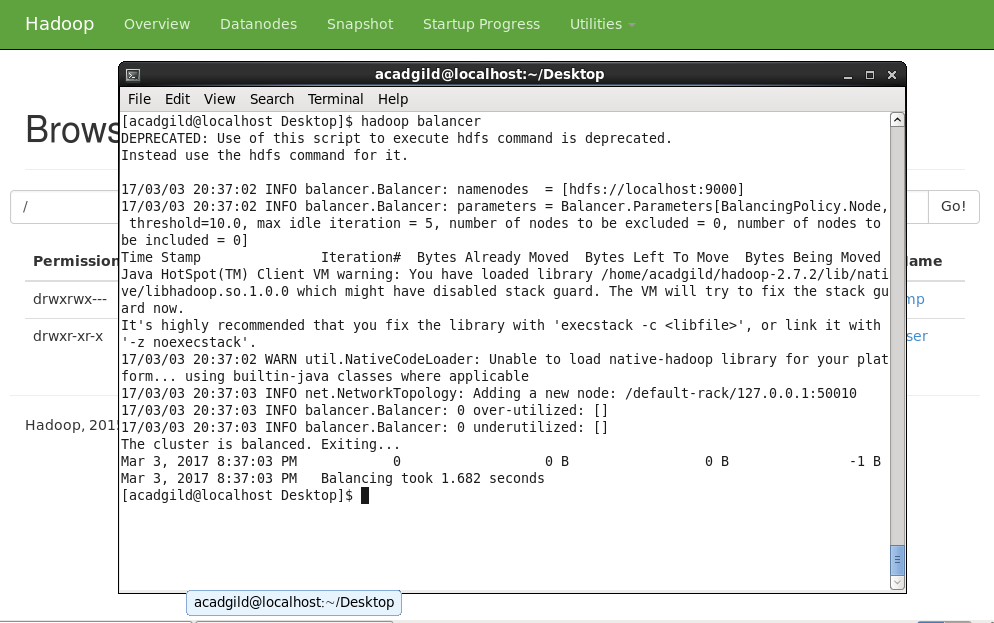 Hadoop Overview Datanodes Snapshot Startup Progress Utilities
acadgild@localhost:~/Desktop
File Edit View Search Terminal Help
[acadgild@localhost Desktop]$ hadoop balancer
DEPRECATED: Use of this script to execute hdfs command is deprecated.
Instead use the hdfs command for it.
17/03/03 20:37:02 INFO balancer.Balancer: namenodes  = [hdfs://localhost:9000]
17/03/03 20:37:02 INFO balancer.Balancer: parameters = Balancer.Parameters[BalancingPolicy.Node,
threshold=10.0, max idle iteration = 5, number of nodes to be excluded = 0, number of nodes to
be included = 0]
Time Stamp               Iteration#  Bytes Already Moved  Bytes Left To Move  Bytes Being Moved
Java HotSpot(TM) Client VM warning: You have loaded library /home/acadgild/hadoop-2.7.2/lib/nati
ve/libhadoop.so.1.0.0 which might have disabled stack guard. The VM will try to fix the stack gu
ard now.
It's highly recommended that you fix the library with 'execstack -c <libfile>', or link it with
'-z noexecstack'.
17/03/03 20:37:02 WARN util.NativeCodeLoader: Unable to load native-hadoop library for your plat
form... using builtin-java classes where applicable
17/03/03 20:37:03 INFO net.NetworkTopology: Adding a new node: /default-rack/127.0.0.1:50010
17/03/03 20:37:03 INFO balancer.Balancer: 0 over-utilized: []
17/03/03 20:37:03 INFO balancer.Balancer: 0 underutilized: []
The cluster is balanced. Exiting...
Mar 3, 2017 8:37:03 PM            0                  0 B                 0 B               -1 B
Mar 3, 2017 8:37:03 PM   Balancing took 1.682 seconds
[acadgild@localhost Desktop]$
Brows
/ Go!
Permission ame
drwxrwx--- mp
drwxr-xr-x ser
Hadoop, 201
acadgild@localhost:~/Desktop